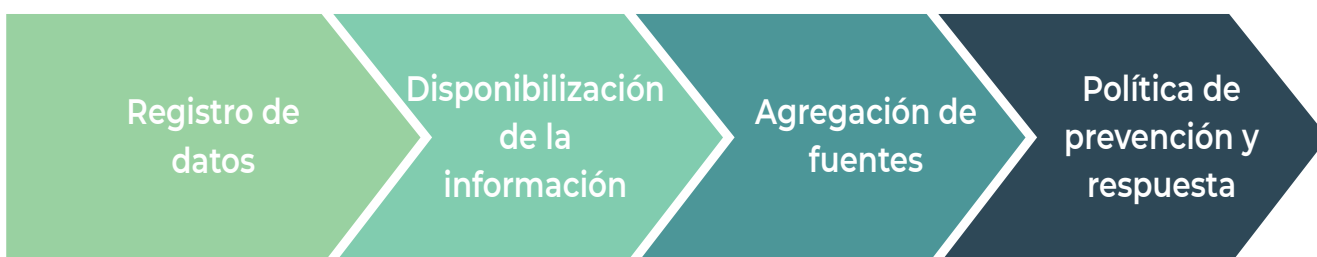 Registro de
datos
Disponibilización
de la
información
Agregación de
fuentes
Política de
prevención y
respuesta